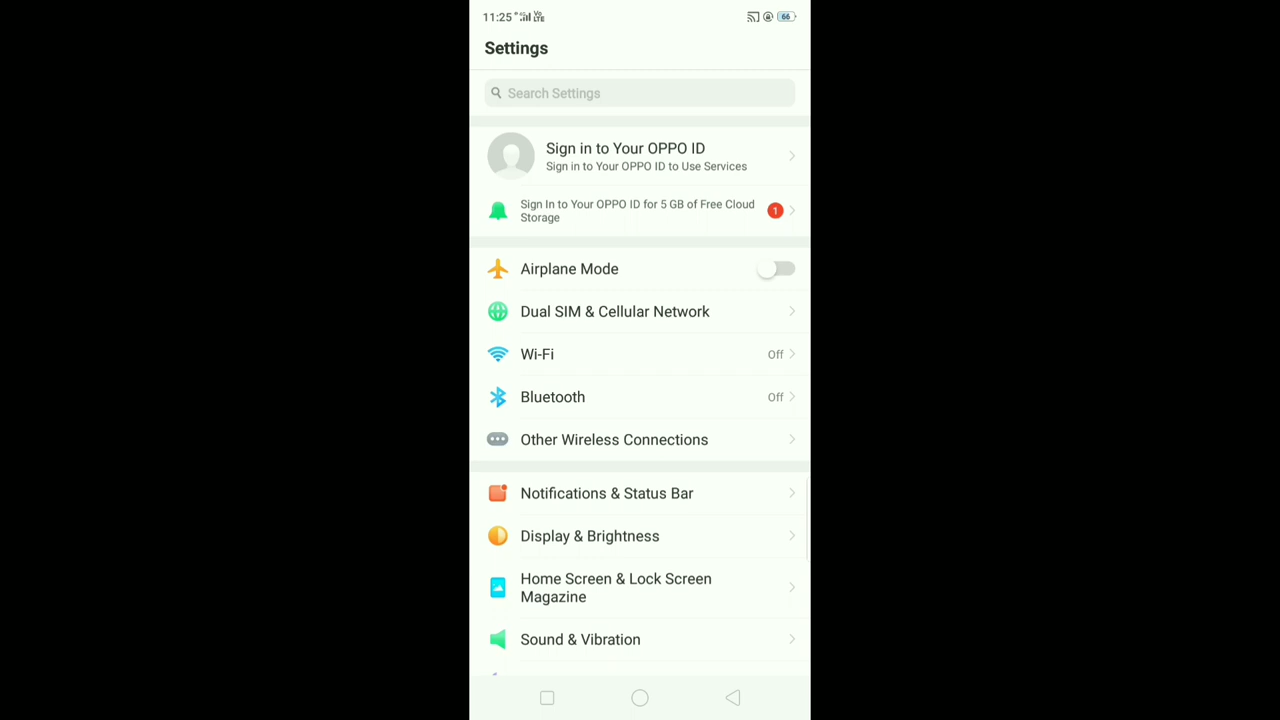 11:25 Vo LTE 66
Settings
Search Settings
Sign in to Your OPPO ID
Sign in to Your OPPO ID to Use Services
Sign In to Your OPPO ID for 5 GB of Free Cloud
Storage
1
Airplane Mode
Dual SIM & Cellular Network
Wi-Fi Off
Bluetooth Off
Other Wireless Connections
Notifications & Status Bar
Display & Brightness
Home Screen & Lock Screen
Magazine
Sound & Vibration